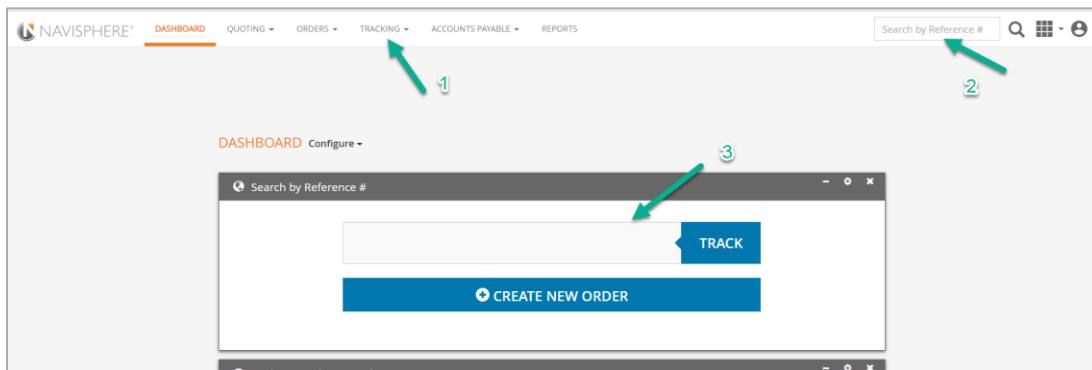 NAVISPHERE® DASHBOARD QUOTING ORDERS TRACKING ACCOUNTS PAYABLE REPORTS Search by Reference #
1
2
DASHBOARD Configure
3
Search by Reference #
TRACK
CREATE NEW ORDER